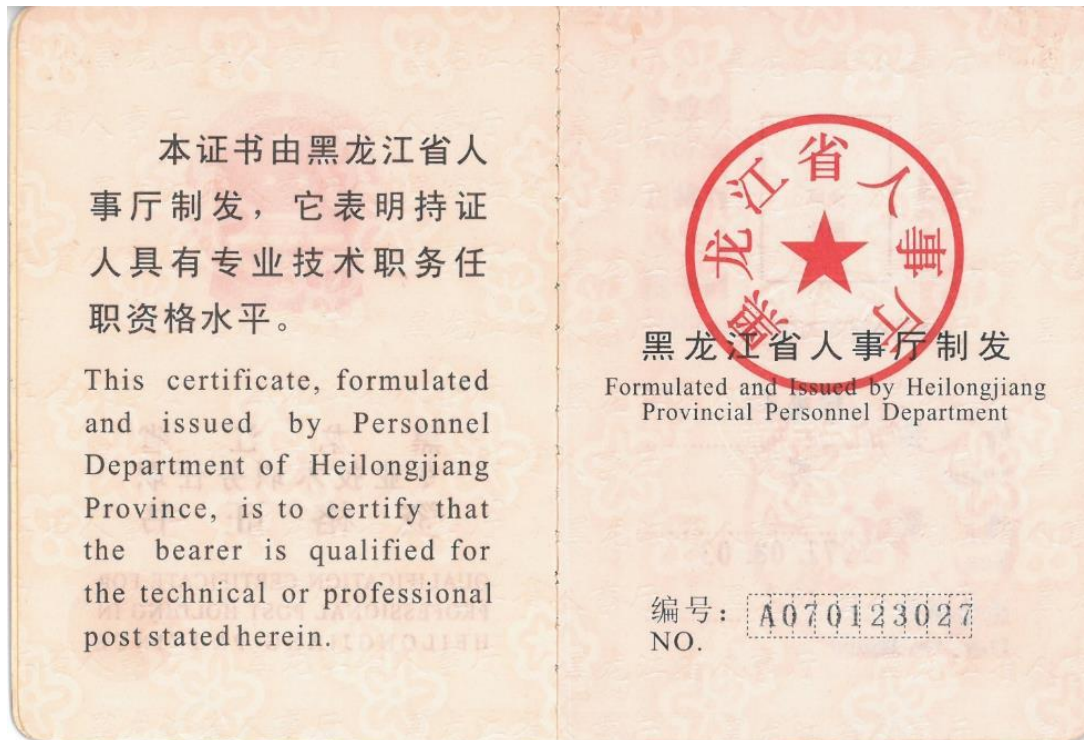 本证书由黑龙江省人
事厅制发，它表明持证
人具有专业技术职务任
职资格水平。
This certificate, formulated
and issued by Personnel
Department of Heilongjiang
Province, is to certify that
the bearer is qualified for
the technical or professional
post stated herein.
黑龙江省人事厅
黑龙江省人事厅制发
Formulated and Issued by Heilongjiang
Provincial Personnel Department
编号：A070123027
NO.